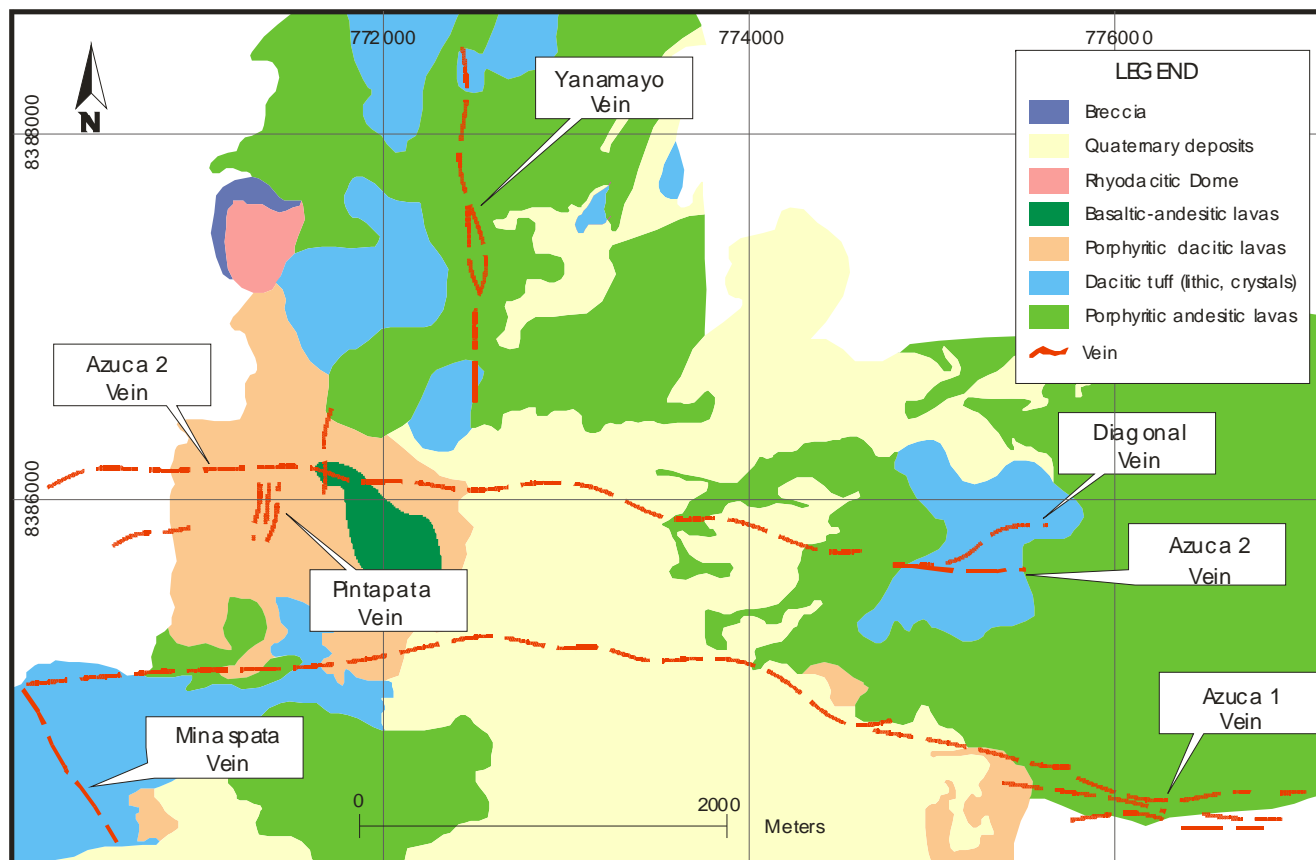 772000
774000
776000
8388000
8386000
N
Yanamayo
Vein
LEGEND
Breccia
Quaternary deposits
Rhyodacitic Dome
Basaltic-andesitic lavas
Porphyritic dacitic lavas
Dacitic tuff (lithic, crystals)
Porphyritic andesitic lavas
Vein
Azuca 2
Vein
Diagonal
Vein
Azuca 2
Vein
Pintapata
Vein
Azuca 1
Vein
Minaspata
Vein
0
2000
Meters